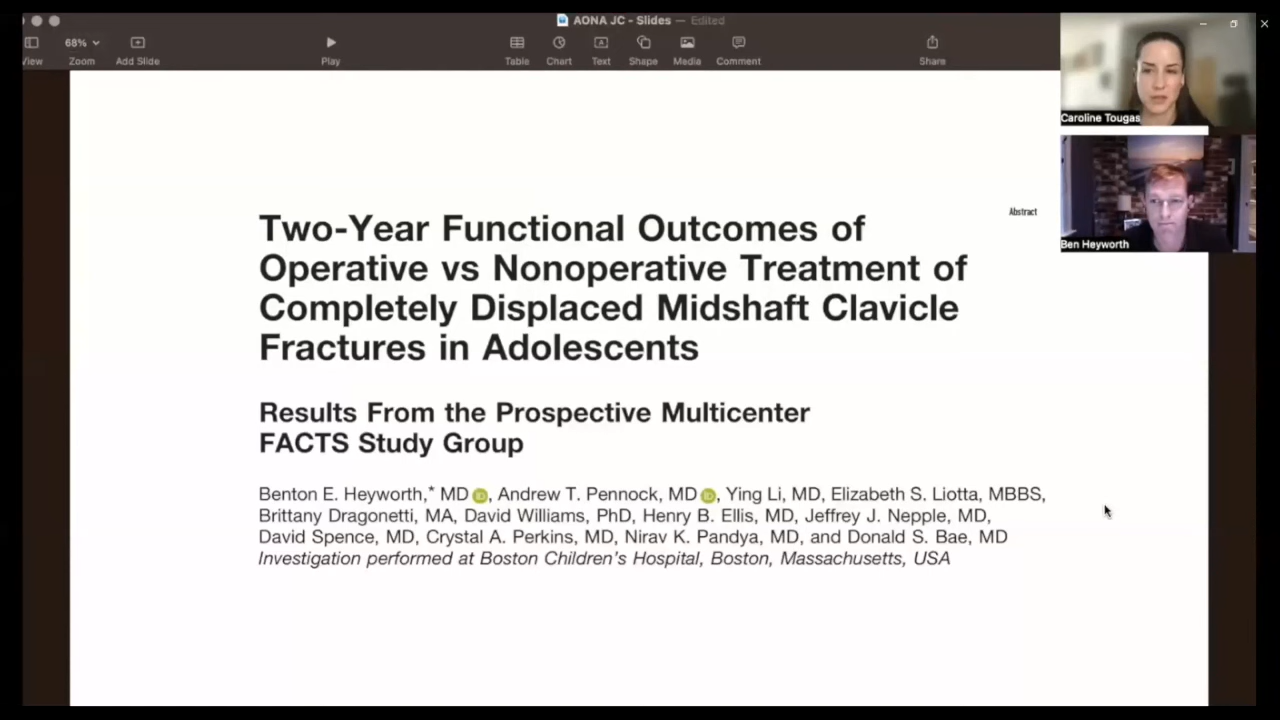 AONA JC - Slides — Edited
View
68%
Zoom
Add Slide
Play
Table
Chart
Text
Shape
Media
Comment
Share
Caroline Tougas
Ben Heyworth
Abstract
Two-Year Functional Outcomes of
Operative vs Nonoperative Treatment of
Completely Displaced Midshaft Clavicle
Fractures in Adolescents
Results From the Prospective Multicenter
FACTS Study Group
Benton E. Heyworth,* MD iD, Andrew T. Pennock, MD iD, Ying Li, MD, Elizabeth S. Liotta, MBBS,
Brittany Dragonetti, MA, David Williams, PhD, Henry B. Ellis, MD, Jeffrey J. Nepple, MD,
David Spence, MD, Crystal A. Perkins, MD, Nirav K. Pandya, MD, and Donald S. Bae, MD
Investigation performed at Boston Children's Hospital, Boston, Massachusetts, USA